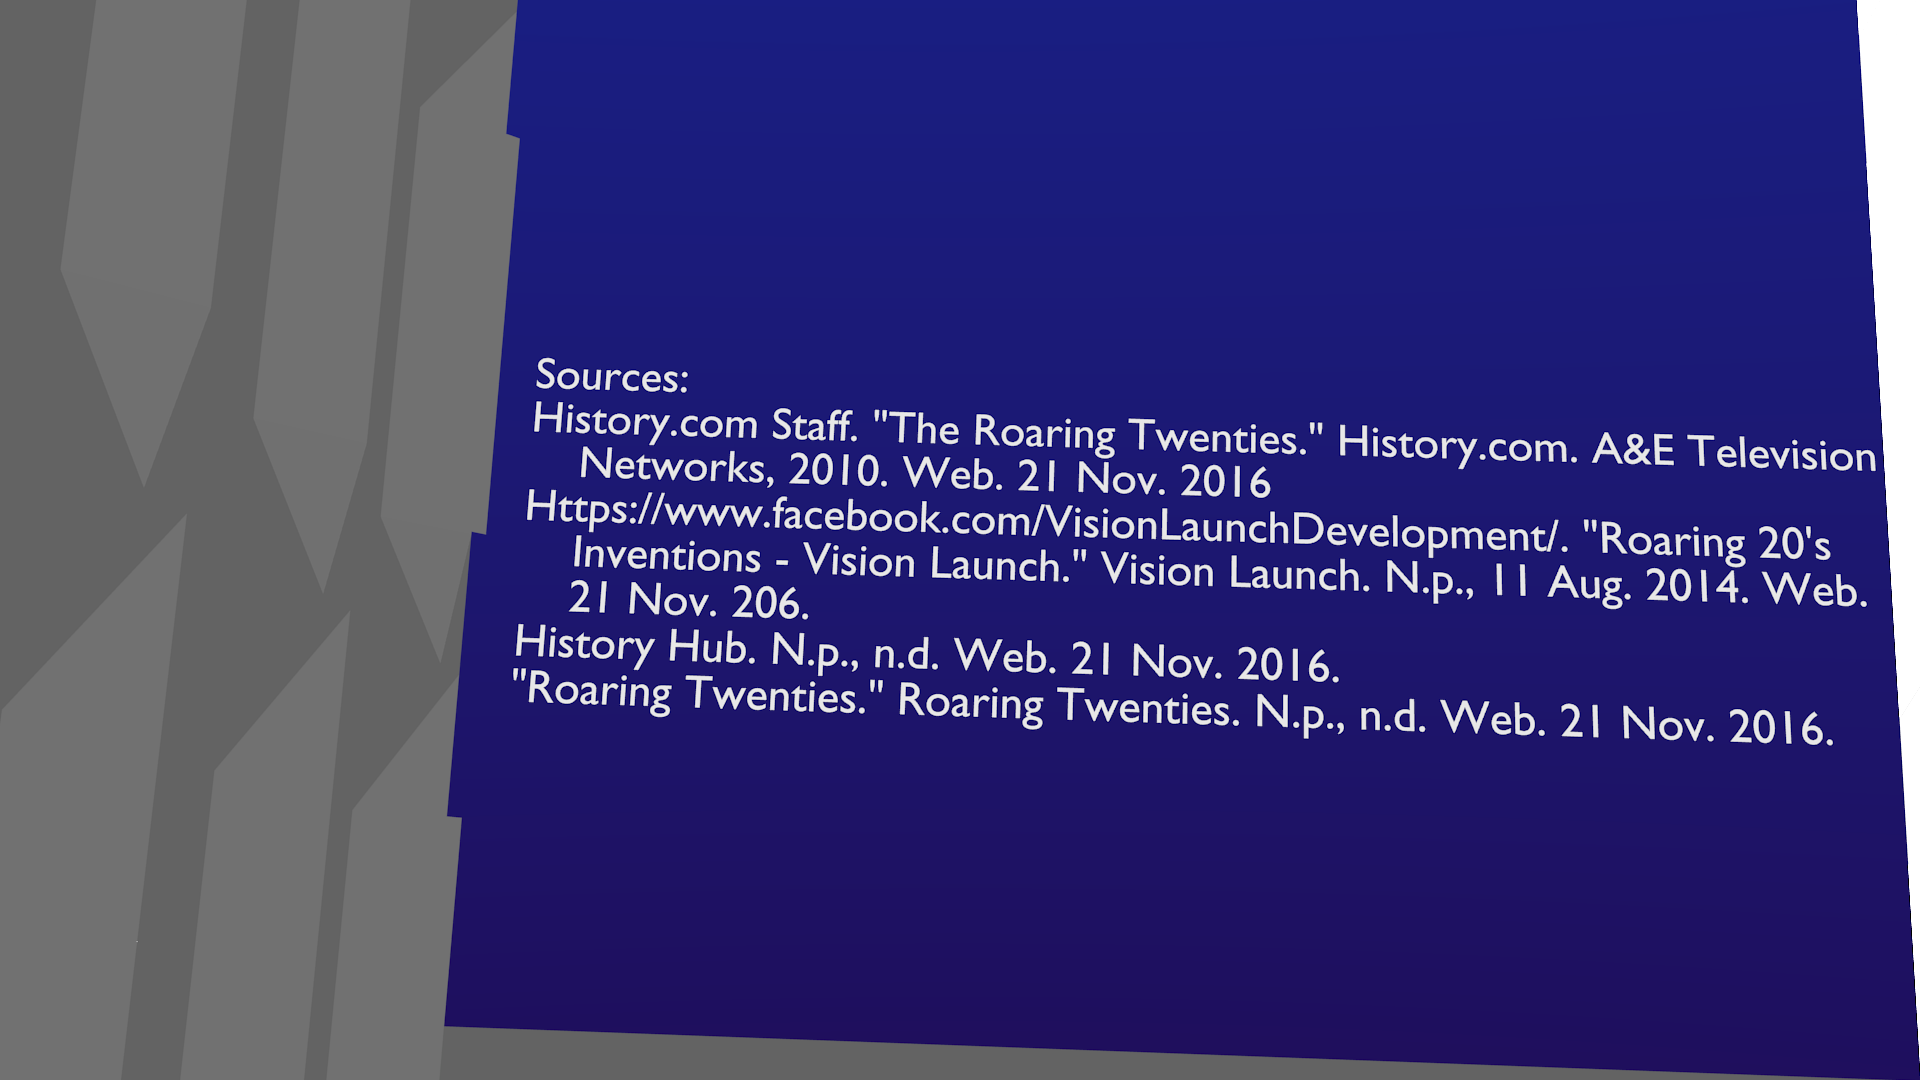 Sources:
History.com Staff. "The Roaring Twenties." History.com. A&E Television
Networks, 2010. Web. 21 Nov. 2016
Https://www.facebook.com/VisionLaunchDevelopment/. "Roaring 20's
Inventions - Vision Launch." Vision Launch. N.p., 11 Aug. 2014. Web.
21 Nov. 206.
History Hub. N.p., n.d. Web. 21 Nov. 2016.
"Roaring Twenties." Roaring Twenties. N.p., n.d. Web. 21 Nov. 2016.